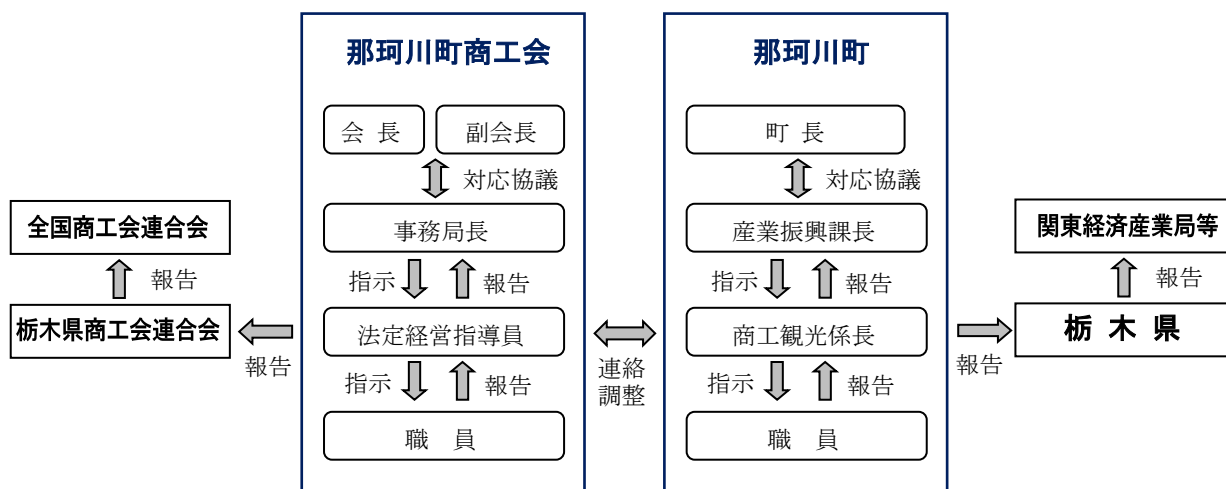 那珂川町商工会
那珂川町
会 長
副会長
町 長
対応協議
対応協議
全国商工会連合会
事務局長
産業振興課長
関東経済産業局等
報告
指示
報告
指示
報告
報告
栃木県商工会連合会
法定経営指導員
商工観光係長
栃 木 県
報告
連絡
調整
報告
指示
報告
指示
報告
職 員
職 員